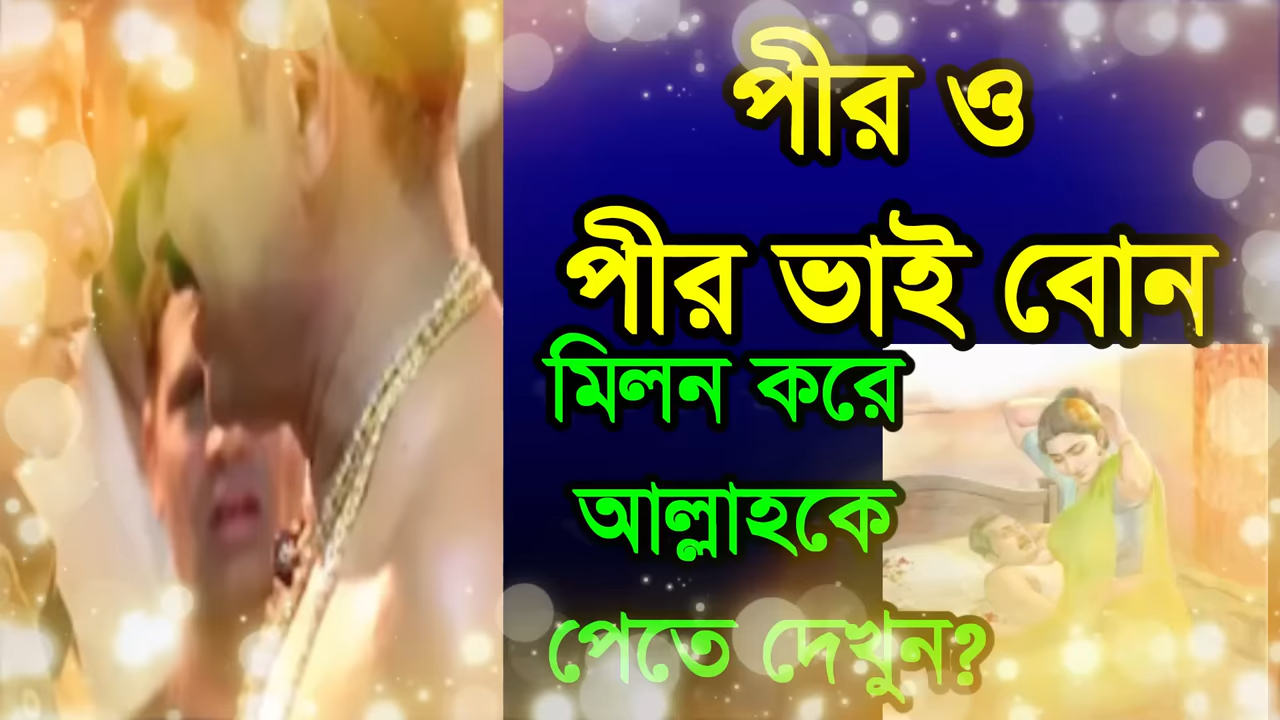 পীর ও
পীর ভাই বোন
মিলন করে
আল্লাহকে
পেতে দেখুন?